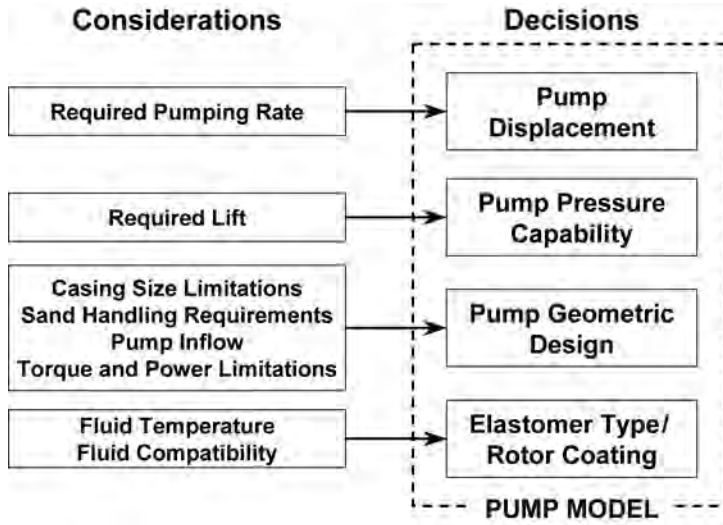 Considerations
Decisions
Required Pumping Rate
Pump
Displacement
Required Lift
Pump Pressure
Capability
Casing Size Limitations
Sand Handling Requirements
Pump Inflow
Torque and Power Limitations
Pump Geometric
Design
Fluid Temperature
Fluid Compatibility
Elastomer Type/
Rotor Coating
PUMP MODEL